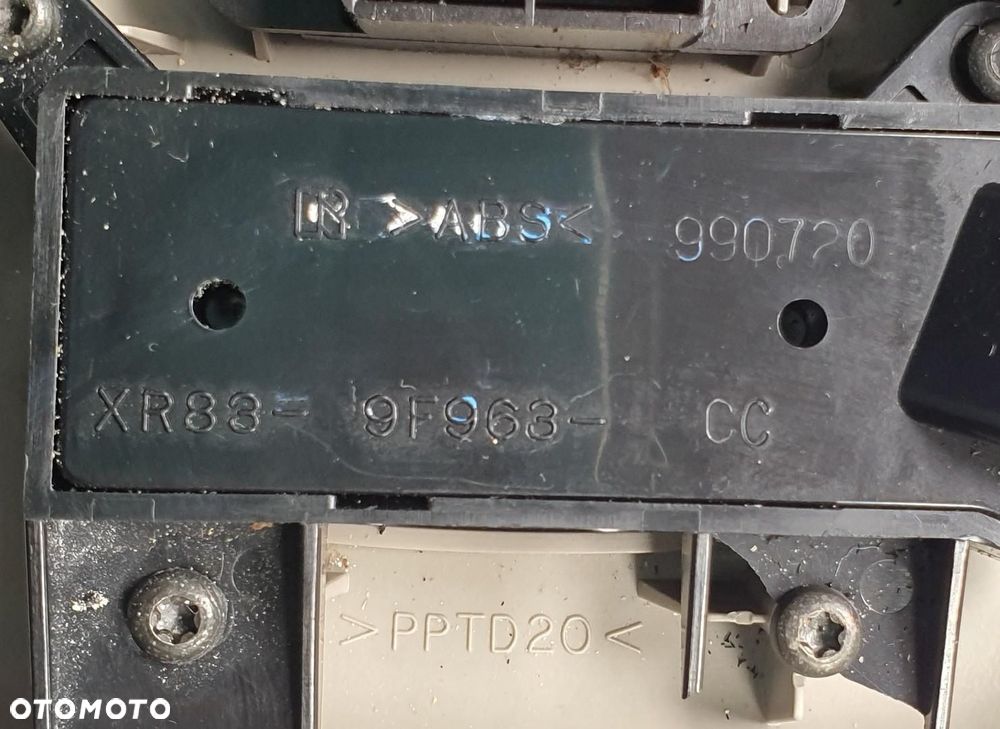 >ABS< 990720
XR83- 9F963- CC
>PPTD20<
OTOMOTO